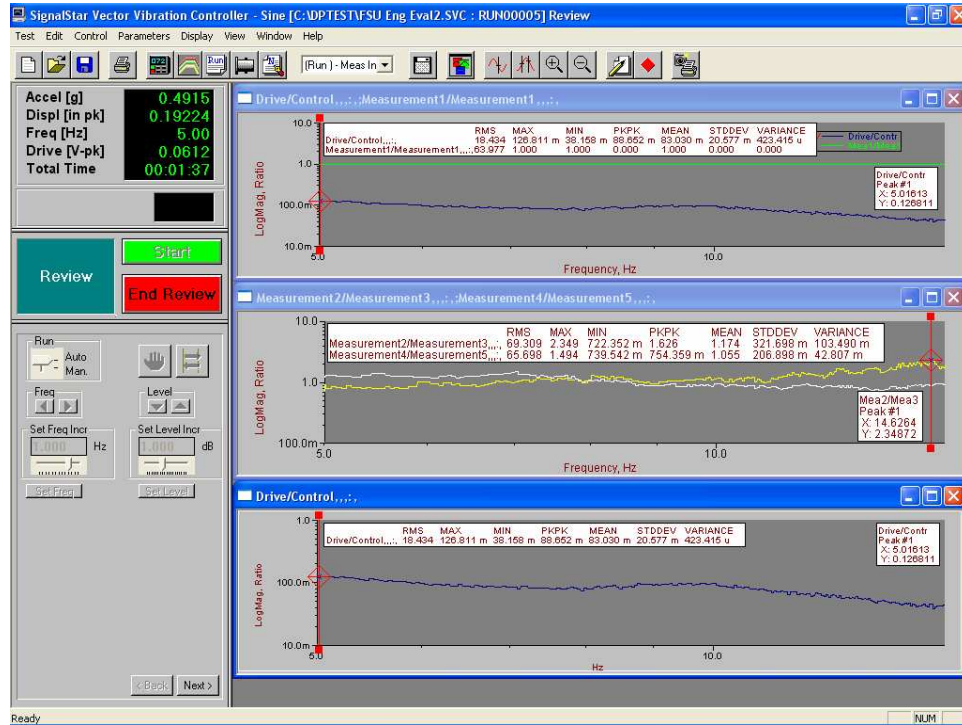 SignalStar Vector Vibration Controller - Sine [C:\DPTEST\FSU Eng Eval2.SVC : RUN00005] Review
Test Edit Control Parameters Display View Window Help
(Run ) - Meas In
Accel [g] 0.4915
Displ [in pk] 0.19224
Freq [Hz] 5.00
Drive [V-pk] 0.0612
Total Time 00:01:37
Review
Start
End Review
Run
Auto
Man.
Freq
Level
Set Freq Incr
1.000 Hz
Set Level Incr
1.000 dB
Set Freq
Set Level
< Back
Next >
Drive/Control,,,:, ,;Measurement1/Measurement1,,,:,
RMS MAX MIN PKPK MEAN STDDEV VARIANCE
Drive/Control,,,:, 18.434 126.811 m 38.158 m 88.652 m 83.030 m 20.577 m 423.415 u
Measurement1/Measurement1,,,:, 63.977 1.000 1.000 0.000 1.000 0.000 0.000
Drive/Contr
Mea1/Mea1
Drive/Contr
Peak #1
X: 5.01613
Y: 0.126811
LogMag, Ratio
10.0
1.0
100.0m
10.0m
5.0
10.0
Frequency, Hz
Measurement2/Measurement3,,,:, ,;Measurement4/Measurement5,,,:,
RMS MAX MIN PKPK MEAN STDDEV VARIANCE
Measurement2/Measurement3,,,:, 69.309 2.349 722.352 m 1.626 1.174 321.698 m 103.490 m
Measurement4/Measurement5,,,:, 65.698 1.494 739.542 m 754.359 m 1.055 206.898 m 42.807 m
Mea2/Mea3
Peak #1
X: 14.6264
Y: 2.34872
LogMag, Ratio
10.0
1.0
100.0m
5.0
10.0
Frequency, Hz
Drive/Control,,,:,
RMS MAX MIN PKPK MEAN STDDEV VARIANCE
Drive/Control,,,:, 18.434 126.811 m 38.158 m 88.652 m 83.030 m 20.577 m 423.415 u
Drive/Contr
Peak #1
X: 5.01613
Y: 0.126811
LogMag, Ratio
1.0
100.0m
10.0m
5.0
10.0
Hz
Ready
NUM